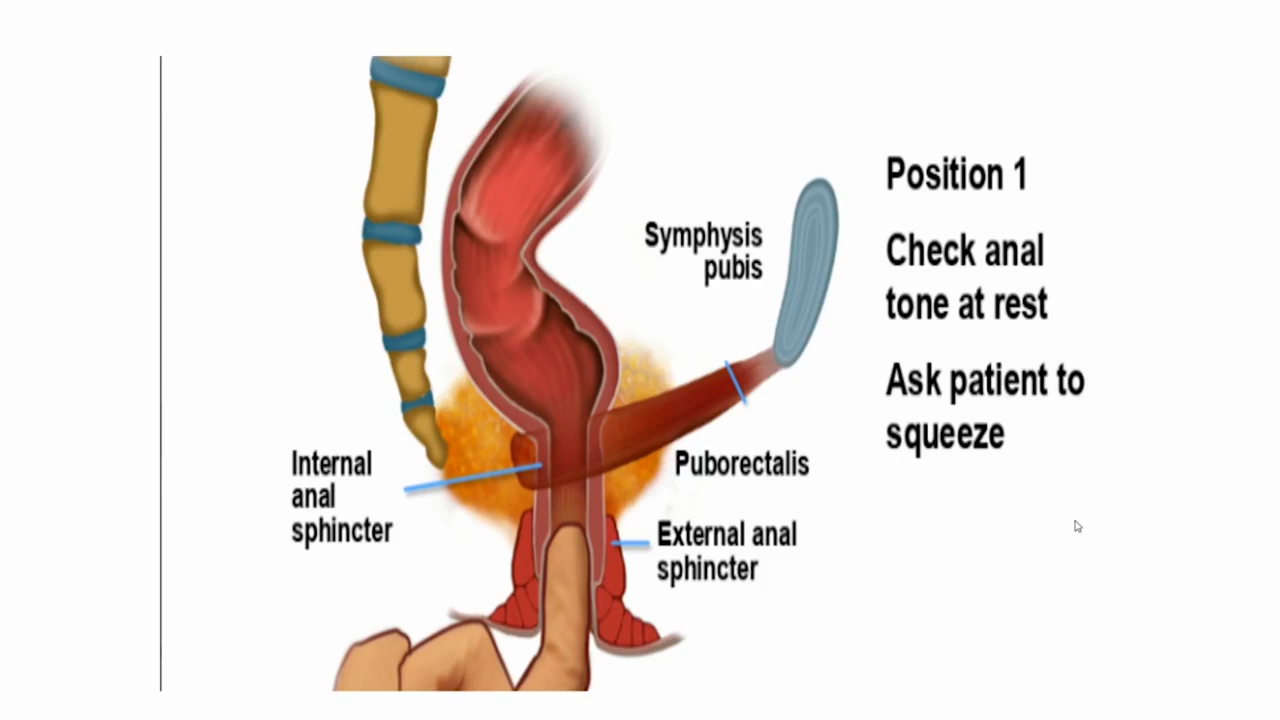 Symphysis
pubis
Position 1
Check anal
tone at rest
Ask patient to
squeeze
Internal
anal
sphincter
Puborectalis
External anal
sphincter